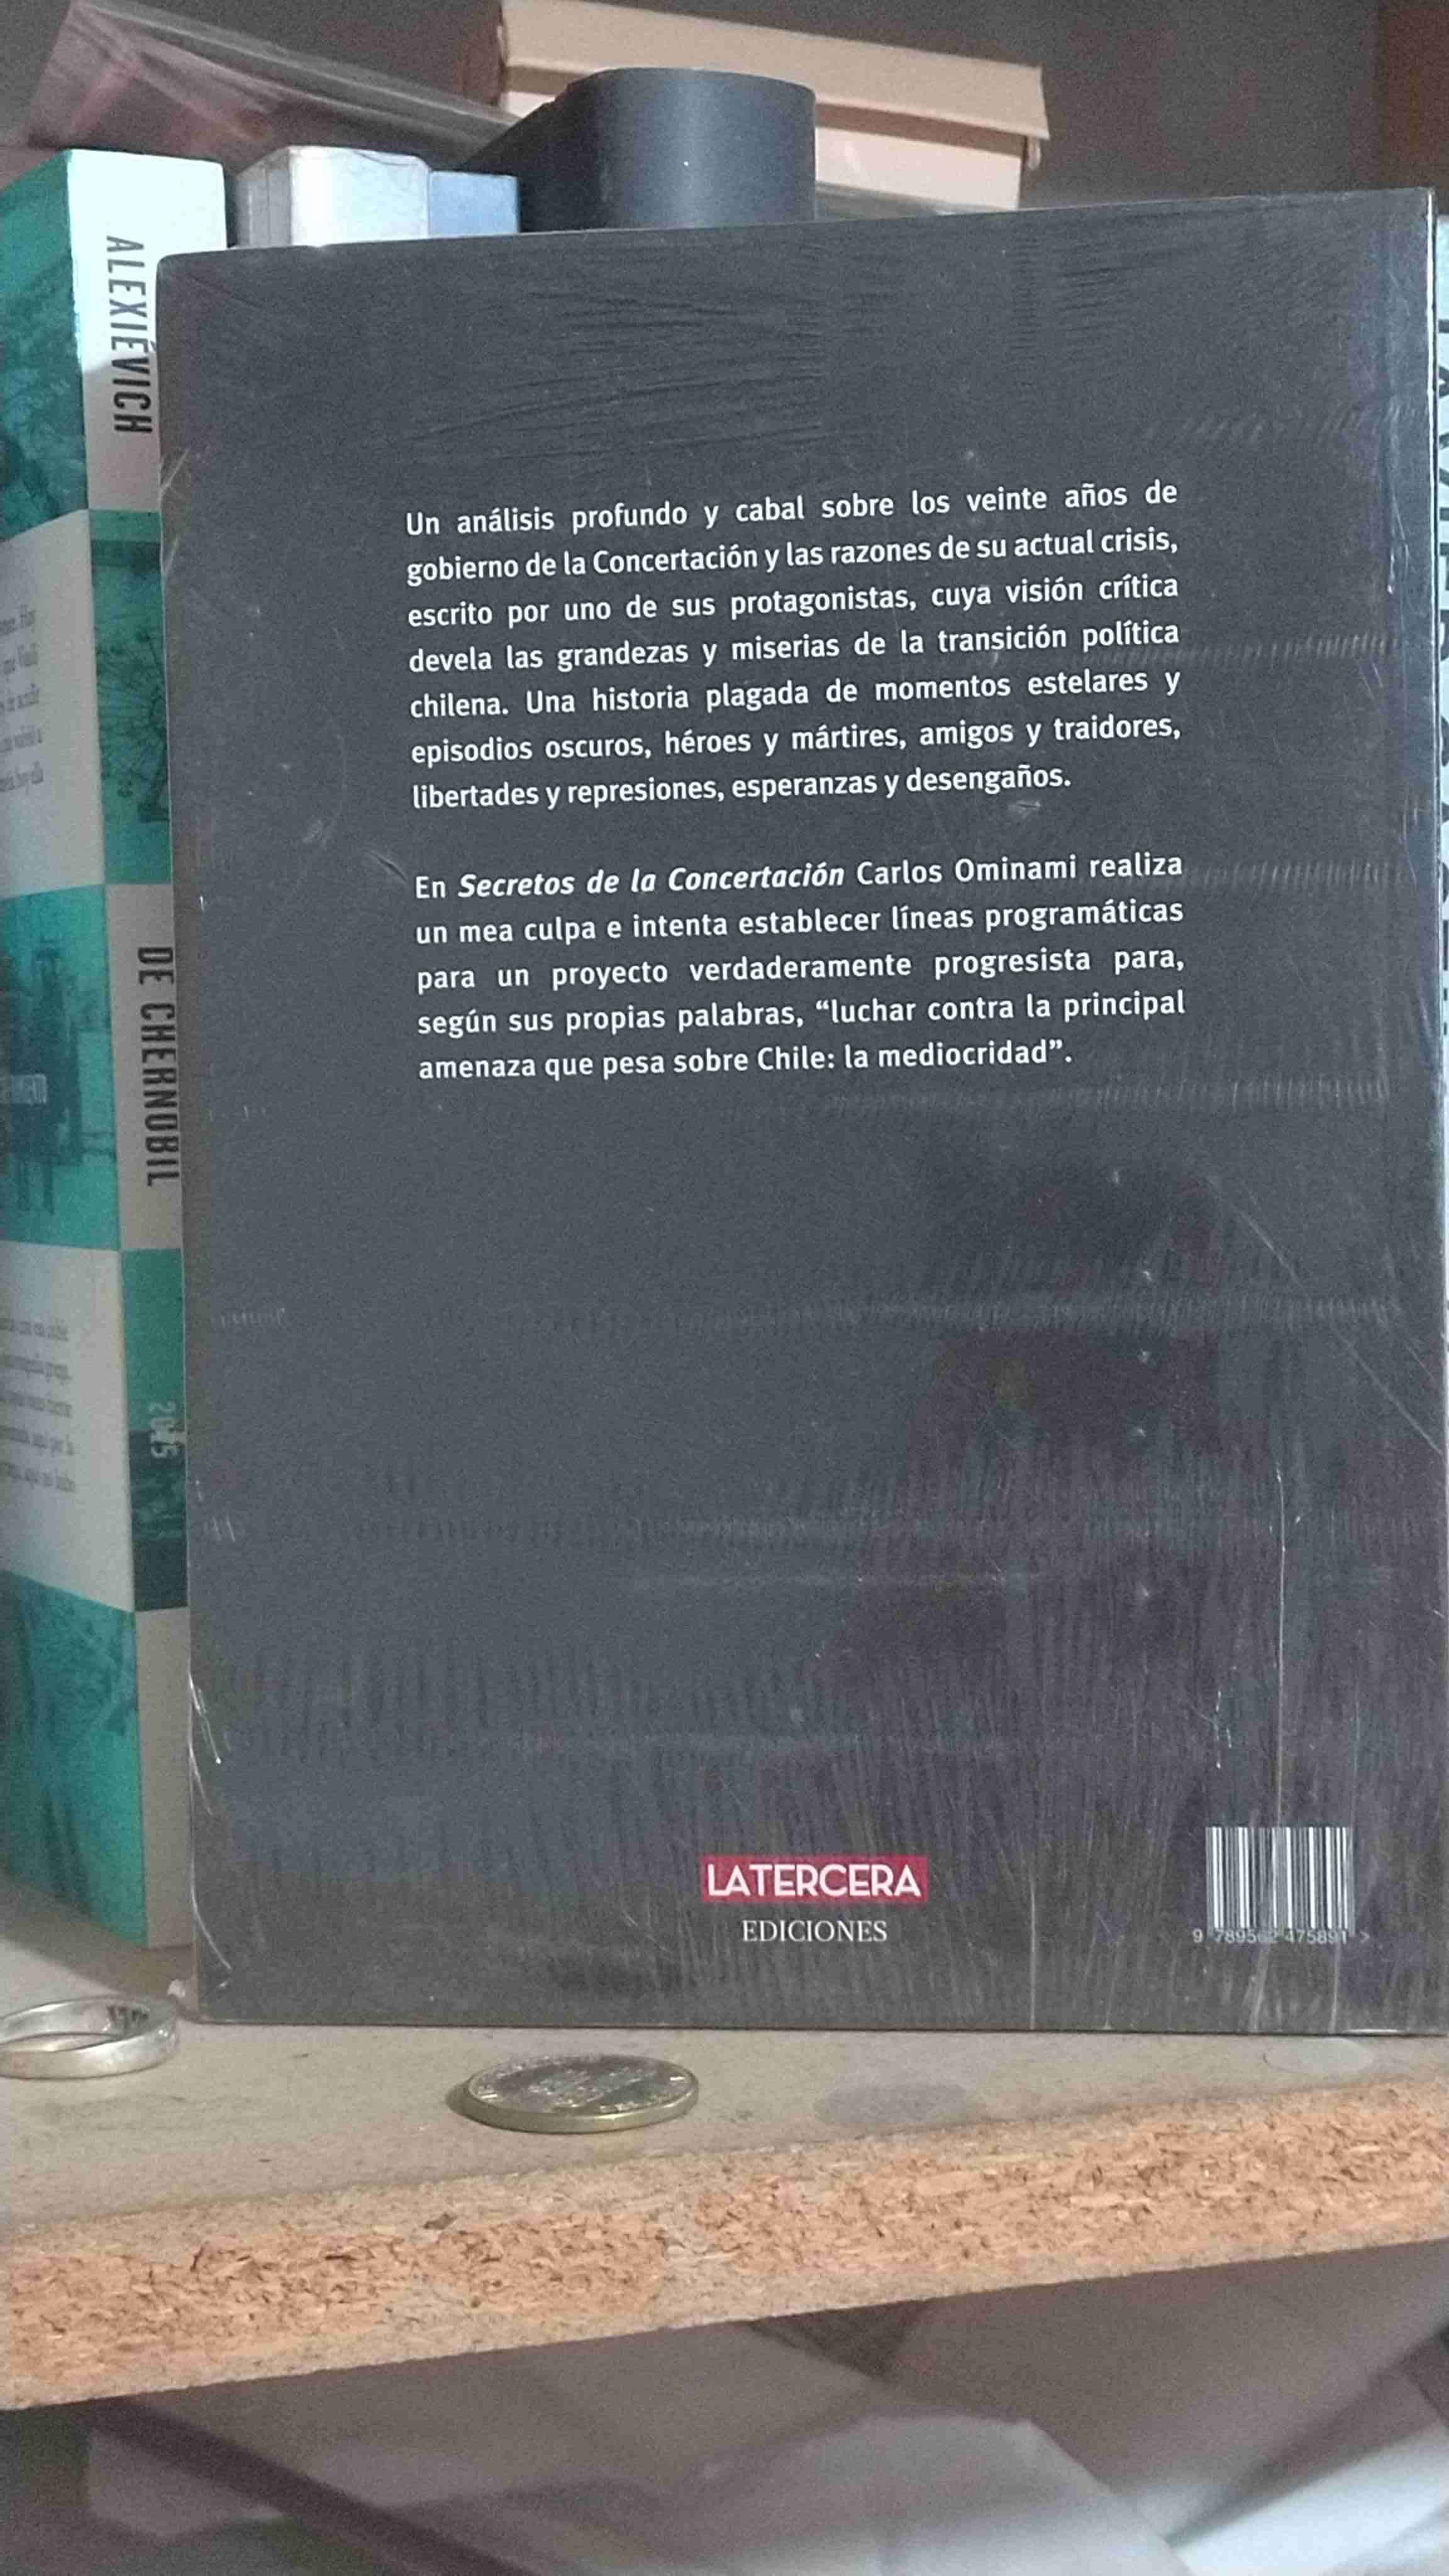 ALEXIÉVICH
DE CHERNOBIL
2015
Un análisis profundo y cabal sobre los veinte años de
gobierno de la Concertación y las razones de su actual crisis,
escrito por uno de sus protagonistas, cuya visión crítica
devela las grandezas y miserias de la transición política
chilena. Una historia plagada de momentos estelares y
episodios oscuros, héroes y mártires, amigos y traidores,
libertades y represiones, esperanzas y desengaños.
En Secretos de la Concertación Carlos Ominami realiza
un mea culpa e intenta establecer líneas programáticas
para un proyecto verdaderamente progresista para,
según sus propias palabras, “luchar contra la principal
amenaza que pesa sobre Chile: la mediocridad”.
LATERCERA
EDICIONES
9 789562 475891 >